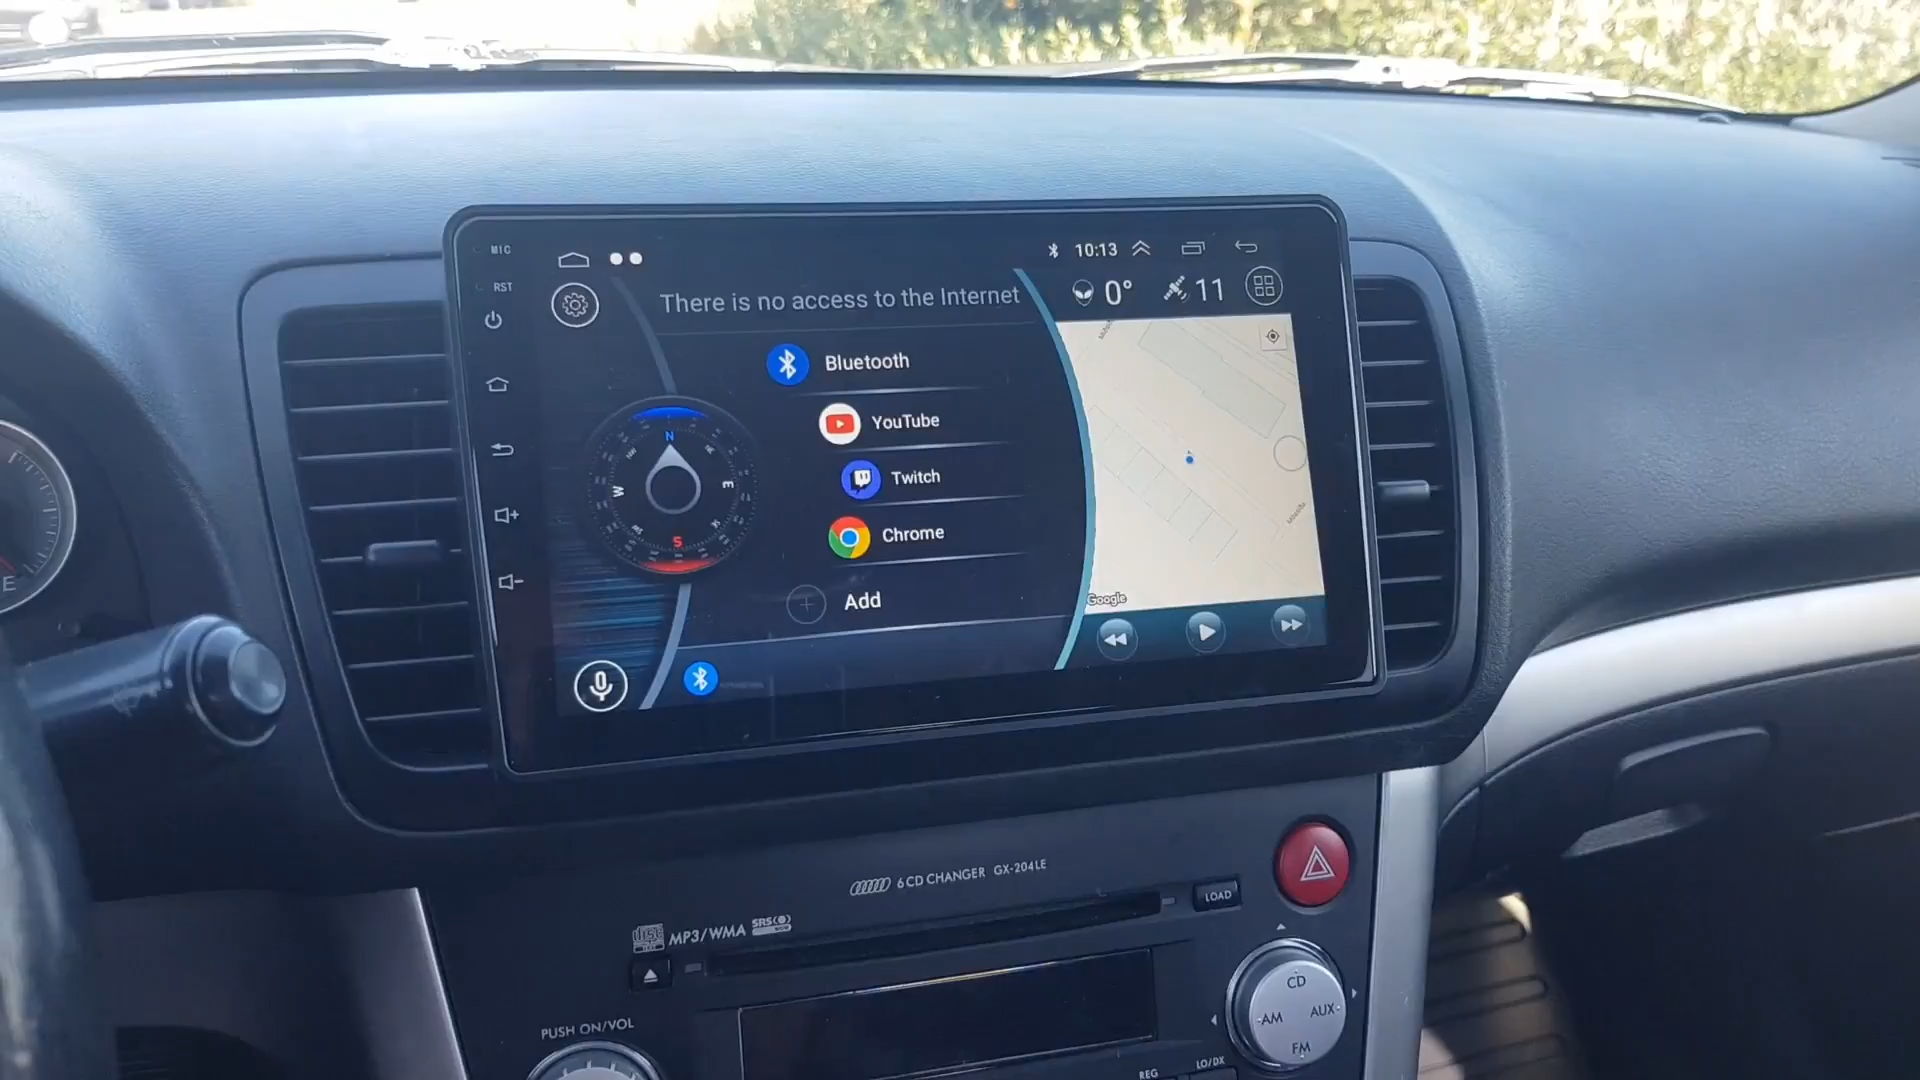 MIC
RST
10:13
There is no access to the Internet
0°
11
Bluetooth
YouTube
Twitch
Chrome
Add
N
W
E
S
Google
E
6 CD CHANGER GX-204LE
LOAD
MP3/WMA
SRS
PUSH ON/VOL
CD
AM
AUX
FM
LO/DX
REG